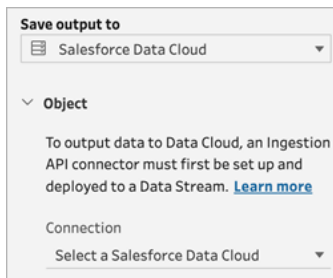 Save output to
Salesforce Data Cloud
Object
To output data to Data Cloud, an Ingestion
API connector must first be set up and
deployed to a Data Stream. Learn more
Connection
Select a Salesforce Data Cloud